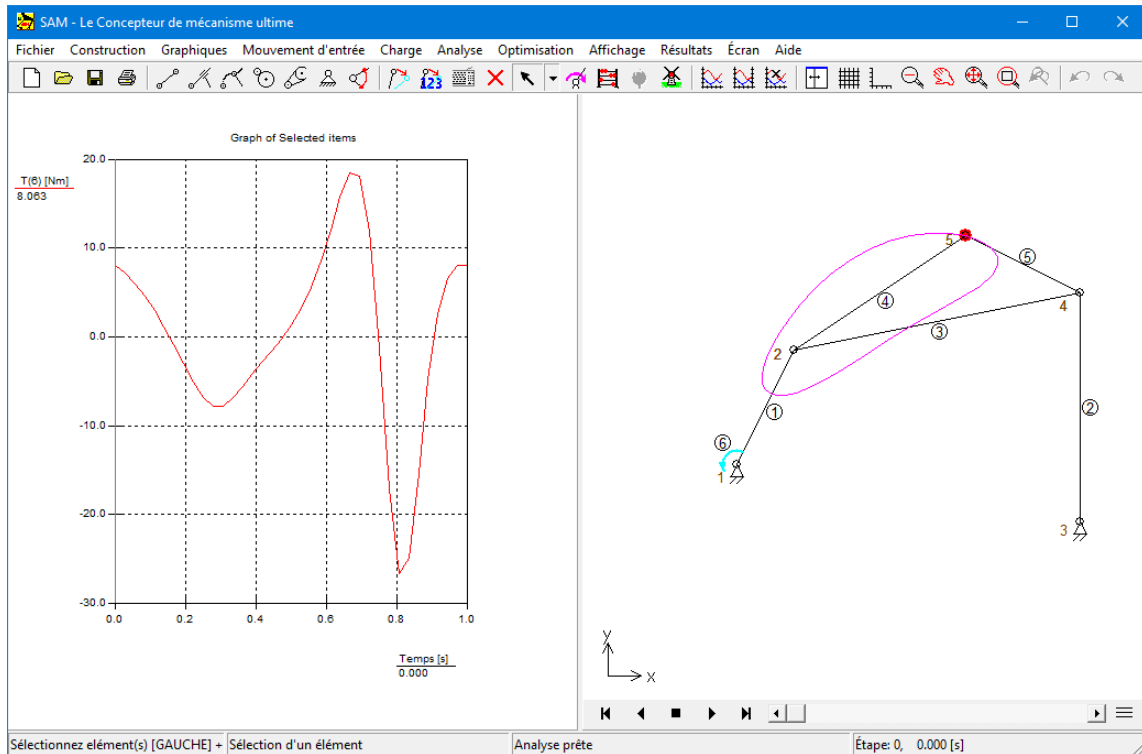 SAM - Le Concepteur de mécanisme ultime
Fichier Construction Graphiques Mouvement d'entrée Charge Analyse Optimisation Affichage Résultats Écran Aide
123
Graph of Selected items
T(6) [Nm]
8.063
20.0
10.0
0.0
-10.0
-20.0
-30.0
0.0 0.2 0.4 0.6 0.8 1.0
Temps [s]
0.000
5
5
4
4
3
2
1
2
6
1
3
y
x
Sélectionnez elément(s) [GAUCHE] + Sélection d'un élément Analyse prête Étape: 0, 0.000 [s]